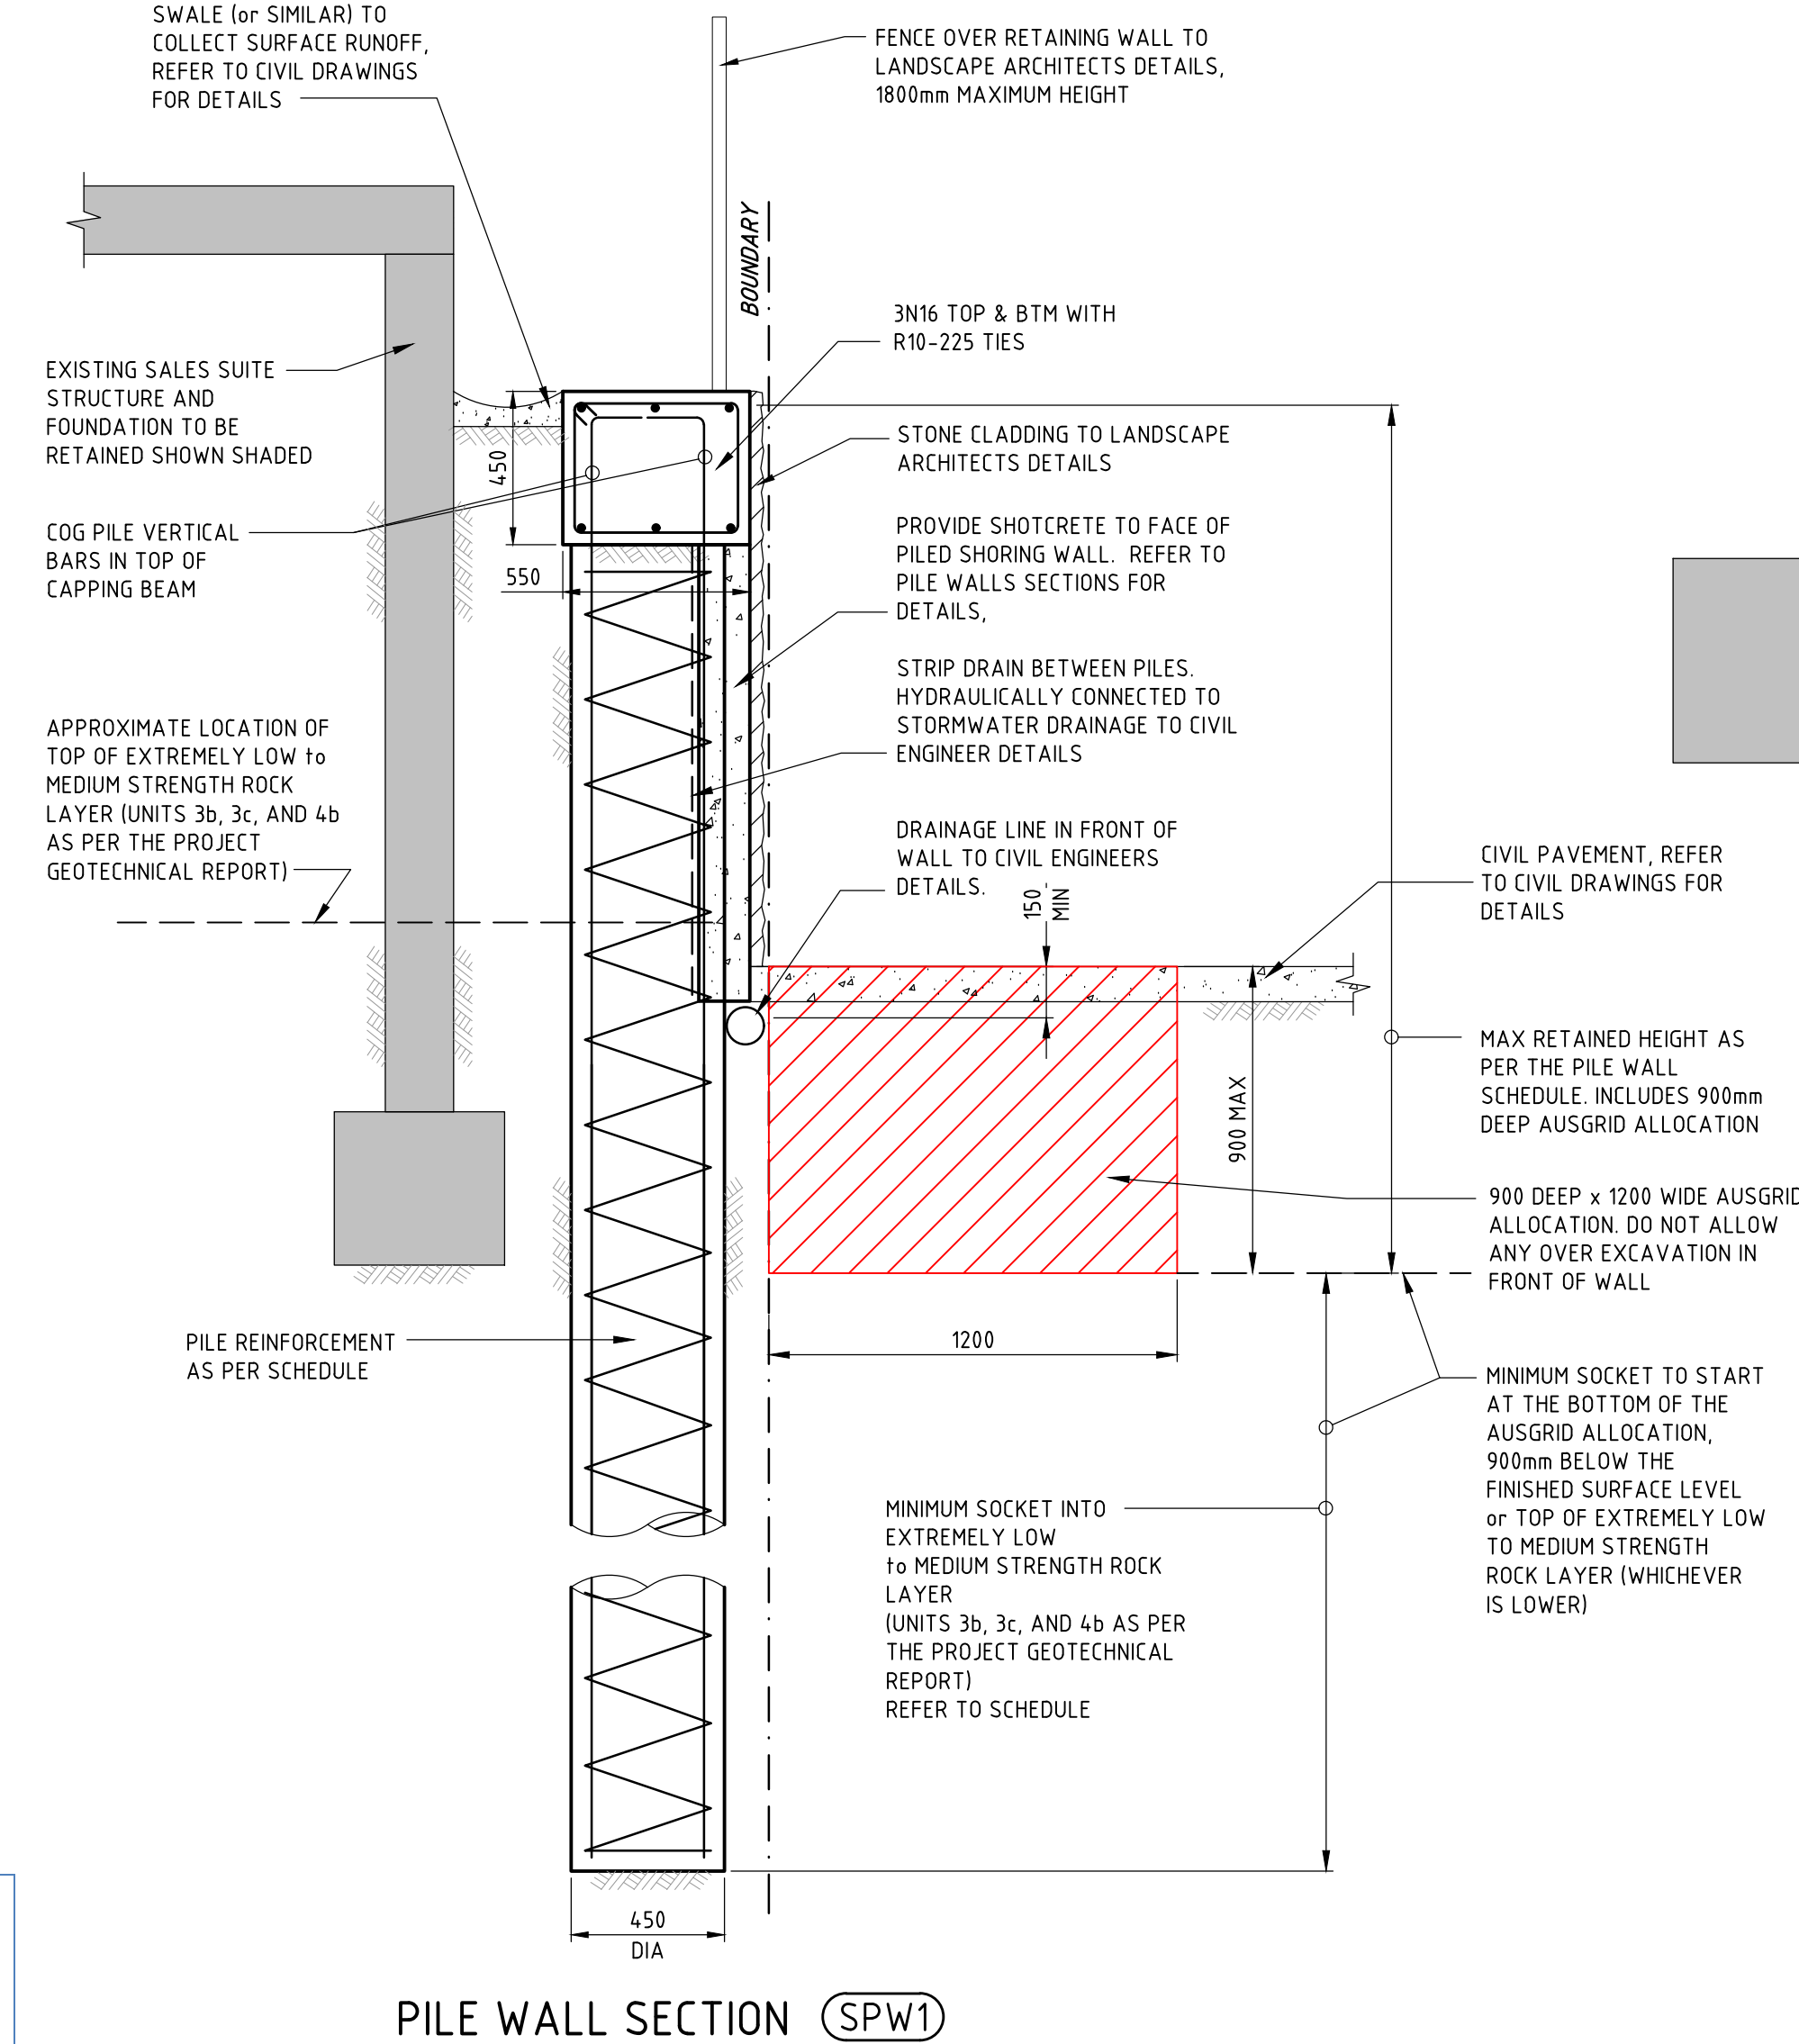 SWALE (or SIMILAR) TO
COLLECT SURFACE RUNOFF,
REFER TO CIVIL DRAWINGS
FOR DETAILS
FENCE OVER RETAINING WALL TO
LANDSCAPE ARCHITECTS DETAILS,
1800mm MAXIMUM HEIGHT
BOUNDARY
3N16 TOP & BTM WITH
R10-225 TIES
EXISTING SALES SUITE
STRUCTURE AND
FOUNDATION TO BE
RETAINED SHOWN SHADED
450
STONE CLADDING TO LANDSCAPE
ARCHITECTS DETAILS
COG PILE VERTICAL
BARS IN TOP OF
CAPPING BEAM
550
PROVIDE SHOTCRETE TO FACE OF
PILED SHORING WALL. REFER TO
PILE WALLS SECTIONS FOR
DETAILS,
STRIP DRAIN BETWEEN PILES.
HYDRAULICALLY CONNECTED TO
STORMWATER DRAINAGE TO CIVIL
ENGINEER DETAILS
APPROXIMATE LOCATION OF
TOP OF EXTREMELY LOW to
MEDIUM STRENGTH ROCK
LAYER (UNITS 3b, 3c, AND 4b
AS PER THE PROJECT
GEOTECHNICAL REPORT)
DRAINAGE LINE IN FRONT OF
WALL TO CIVIL ENGINEERS
DETAILS.
150
MIN
CIVIL PAVEMENT, REFER
TO CIVIL DRAWINGS FOR
DETAILS
MAX RETAINED HEIGHT AS
PER THE PILE WALL
SCHEDULE. INCLUDES 900mm
DEEP AUSGRID ALLOCATION
900 MAX
900 DEEP x 1200 WIDE AUSGRID
ALLOCATION. DO NOT ALLOW
ANY OVER EXCAVATION IN
FRONT OF WALL
PILE REINFORCEMENT
AS PER SCHEDULE
1200
MINIMUM SOCKET TO START
AT THE BOTTOM OF THE
AUSGRID ALLOCATION,
900mm BELOW THE
FINISHED SURFACE LEVEL
or TOP OF EXTREMELY LOW
TO MEDIUM STRENGTH
ROCK LAYER (WHICHEVER
IS LOWER)
MINIMUM SOCKET INTO
EXTREMELY LOW
to MEDIUM STRENGTH ROCK
LAYER
(UNITS 3b, 3c, AND 4b AS PER
THE PROJECT GEOTECHNICAL
REPORT)
REFER TO SCHEDULE
450
DIA
PILE WALL SECTION SPW1